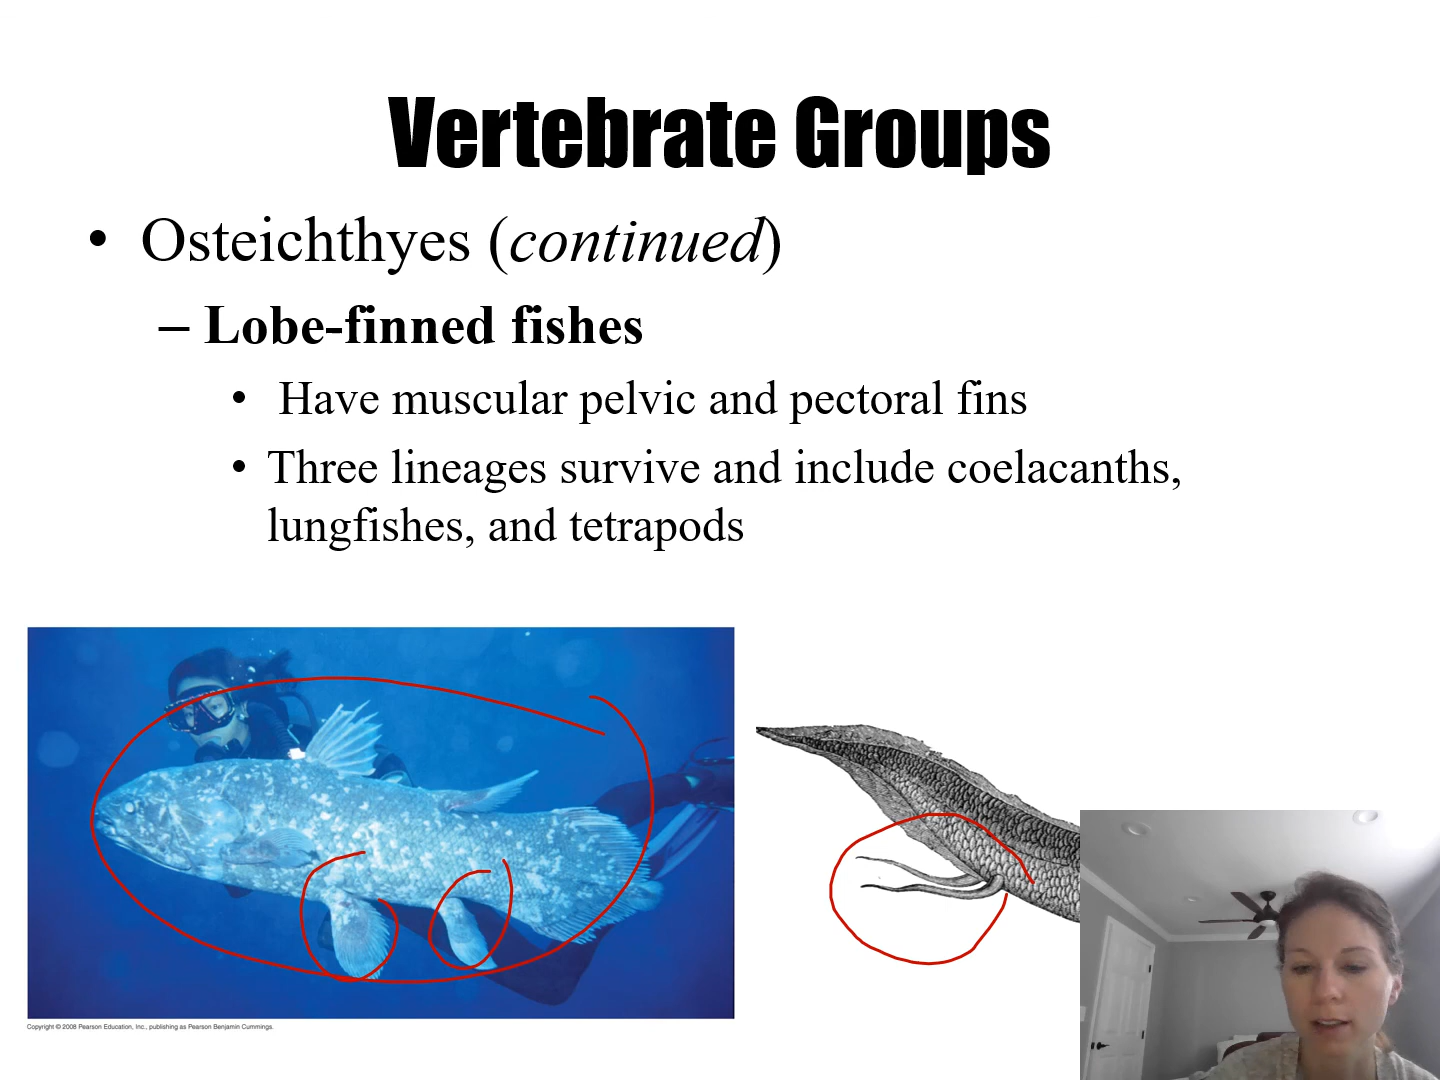 Vertebrate Groups
• Osteichthyes (continued)
– Lobe-finned fishes
• Have muscular pelvic and pectoral fins
• Three lineages survive and include coelacanths,
lungfishes, and tetrapods
Copyright © 2008 Pearson Education, Inc., publishing as Pearson Benjamin Cummings.